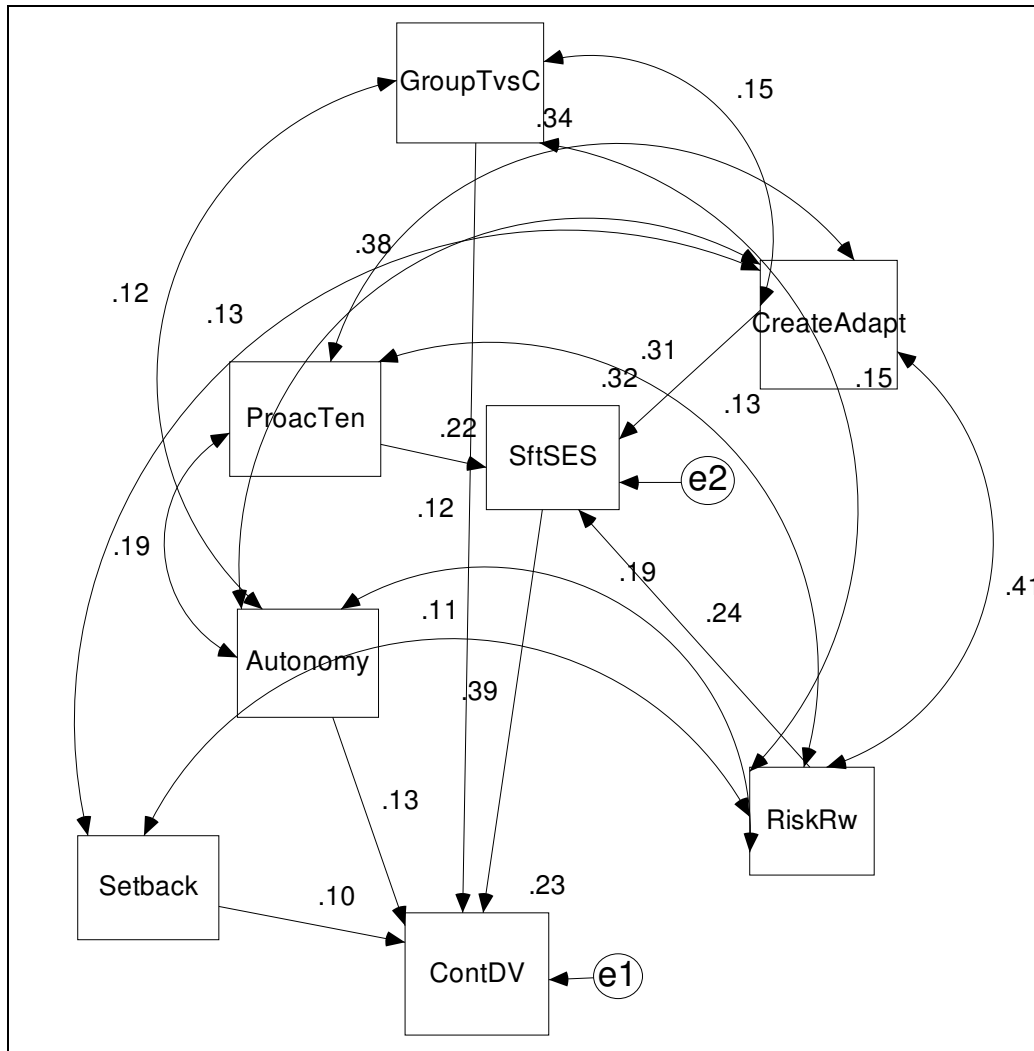 GroupTvsC
.15
.34
.38
.12
.13
CreateAdapt
.31
.32
.15
.13
ProacTen
.22
SftSES
e2
.12
.19
.19
.24
.41
.11
Autonomy
.39
.13
RiskRw
Setback
.10
.23
ContDV
e1